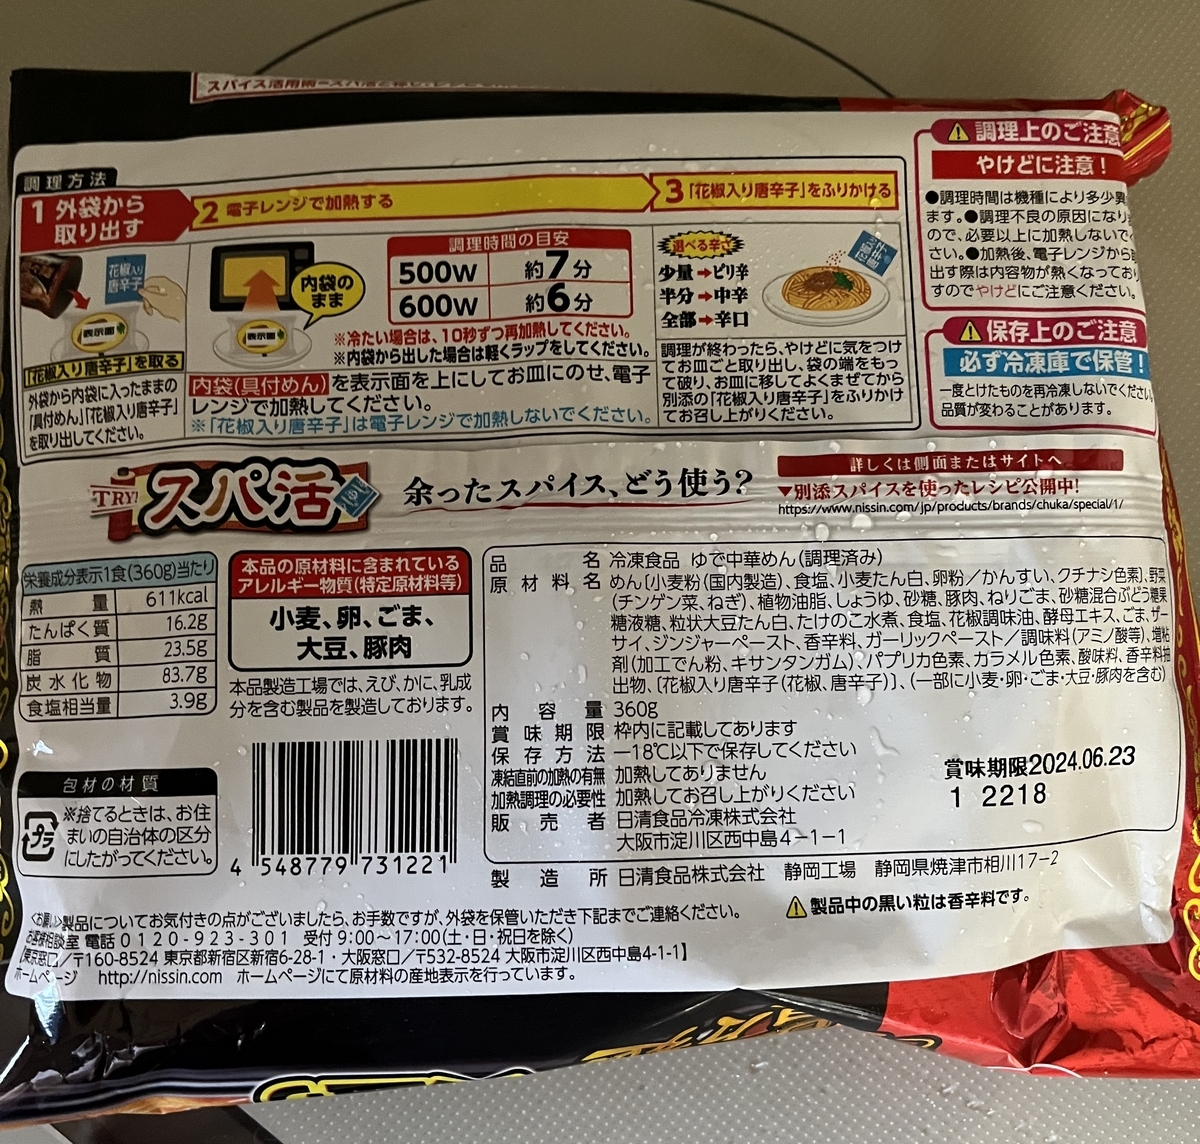 調理方法
1 外袋から
取り出す
花椒入り
唐辛子
表示面
「花椒入り唐辛子」を取る
外袋から内袋に入ったままの
「具付めん」「花椒入り唐辛子」
を取り出してください。
2 電子レンジで加熱する
内袋の
まま
表示面
調理時間の目安
500W 約7分
600W 約6分
※冷たい場合は、10秒ずつ再加熱してください。
※内袋から出した場合は軽くラップをしてください。
内袋(具付めん)を表示面を上にしてお皿にのせ、電子
レンジで加熱してください。
※「花椒入り唐辛子」は電子レンジで加熱しないでください。
3 「花椒入り唐辛子」をふりかける
選べる辛さ
少量→ピリ辛
半分→中辛
全部→辛口
調理が終わったら、やけどに気をつけ
てお皿ごと取り出し、袋の端をもっ
て破り、お皿に移してよくまぜてから
別添の「花椒入り唐辛子」をふりかけ
てお召し上がりください。
調理上のご注意
やけどに注意!
●調理時間は機種により多少異
ます。●調理不良の原因になり
ので、必要以上に加熱しないで
さい。●加熱後、電子レンジから
出す際は内容物が熱くなってお
すのでやけどにご注意ください。
保存上のご注意
必ず冷凍庫で保管!
一度とけたものを再冷凍しないでください。
品質が変わることがあります。
TRY!
スパ活
余ったスパイス、どう使う?
詳しくは側面またはサイトへ
▼別添スパイスを使ったレシピ公開中!
https://www.nissin.com/jp/products/brands/chuka/special/1/
栄養成分表示1食(360g)当たり
熱量 611kcal
たんぱく質 16.2g
脂質 23.5g
炭水化物 83.7g
食塩相当量 3.9g
本品の原材料に含まれている
アレルギー物質(特定原材料等)
小麦、卵、ごま、
大豆、豚肉
本品製造工場では、えび、かに、乳成
分を含む製品を製造しております。
品名 冷凍食品 ゆで中華めん(調理済み)
原材料名 めん〔小麦粉(国内製造)、食塩、小麦たん白、卵粉/かんすい、クチナシ色素〕、野菜
(チンゲン菜、ねぎ)、植物油脂、しょうゆ、砂糖、豚肉、ねりごま、砂糖混合ぶどう糖果
糖液糖、粒状大豆たん白、たけのこ水煮、食塩、花椒調味油、酵母エキス、ごま、ザー
サイ、ジンジャーペースト、香辛料、ガーリックペースト/調味料(アミノ酸等)、増粘
剤(加工でん粉、キサンタンガム)、パプリカ色素、カラメル色素、酸味料、香辛料抽
出物、〔花椒入り唐辛子(花椒、唐辛子)〕、(一部に小麦・卵・ごま・大豆・豚肉を含む)
内容量 360g
賞味期限 枠内に記載してあります
保存方法 −18℃以下で保存してください
凍結直前の加熱の有無 加熱してありません
加熱調理の必要性 加熱してお召し上がりください
販売者 日清食品冷凍株式会社
大阪市淀川区西中島4−1−1
賞味期限2024.06.23
1 2218
製造所 日清食品株式会社 静岡工場 静岡県焼津市相川17−2
包材の材質
プラ
※捨てるときは、お住
まいの自治体の区分
にしたがってください。
4 548779 731221
製品中の黒い粒は香辛料です。
〈お願い〉製品についてお気付きの点がございましたら、お手数ですが、外袋を保管いただき下記までご連絡ください。
お客様相談室 電話 0120-923-301 受付 9:00〜17:00(土・日・祝日を除く)
【東京窓口/〒160-8524 東京都新宿区新宿6-28-1・大阪窓口/〒532-8524 大阪市淀川区西中島4-1-1】
ホームページ http://nissin.com ホームページにて原材料の産地表示を行っています。